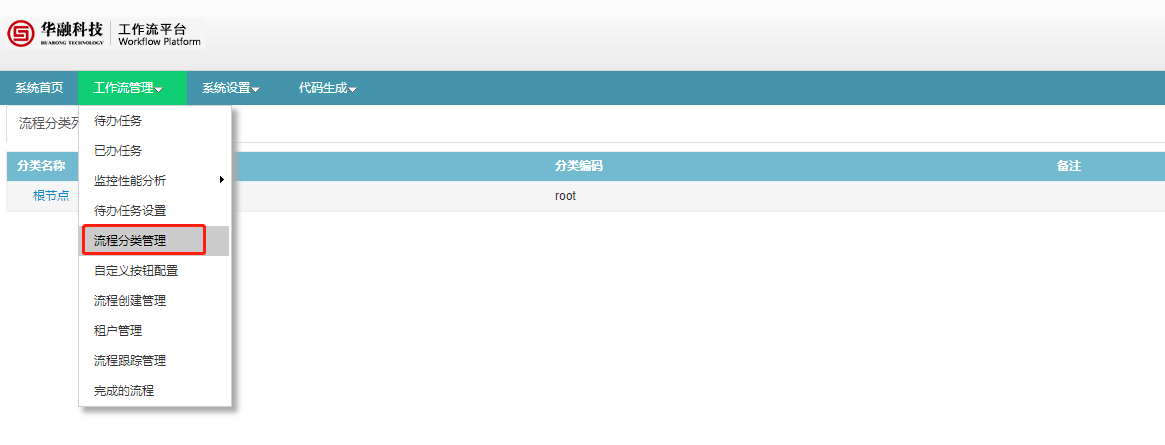 华融科技
HUARONG TECHNOLOGY
工作流平台
Workflow Platform
系统首页 工作流管理 系统设置 代码生成
流程分类列
分类名称 分类编码 备注
根节点 root
待办任务
已办任务
监控性能分析
待办任务设置
流程分类管理
自定义按钮配置
流程创建管理
租户管理
流程跟踪管理
完成的流程